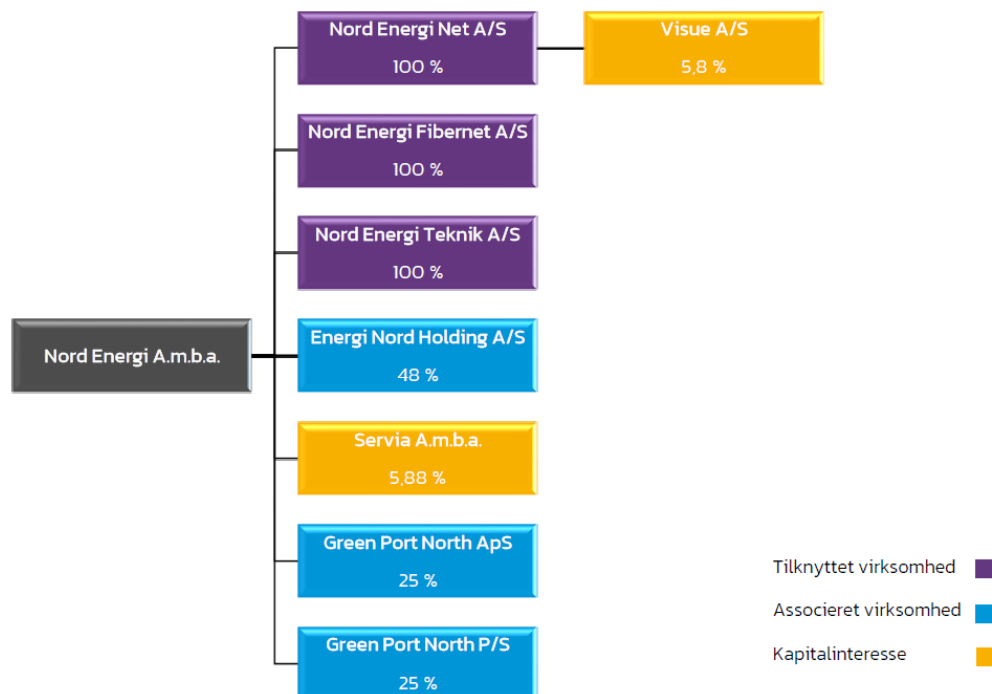 Nord Energi A.m.b.a.
Nord Energi Net A/S
100 %
Visue A/S
5,8 %
Nord Energi Fibernet A/S
100 %
Nord Energi Teknik A/S
100 %
Energi Nord Holding A/S
48 %
Servia A.m.b.a.
5,88 %
Green Port North ApS
25 %
Green Port North P/S
25 %
Tilknyttet virksomhed
Associeret virksomhed
Kapitalinteresse